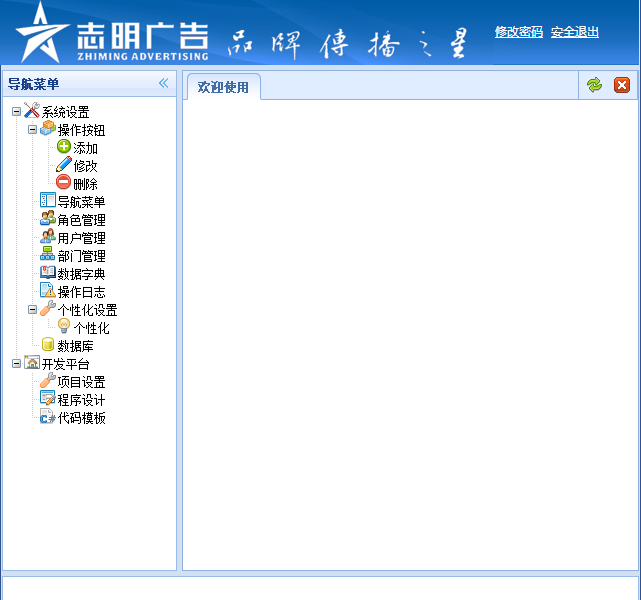 志明广告
ZHIMING ADVERTISING
品牌傳播之星
修改密码 安全退出
导航菜单
欢迎使用
系统设置
操作按钮
添加
修改
删除
导航菜单
角色管理
用户管理
部门管理
数据字典
操作日志
个性化设置
个性化
数据库
开发平台
项目设置
程序设计
代码模板